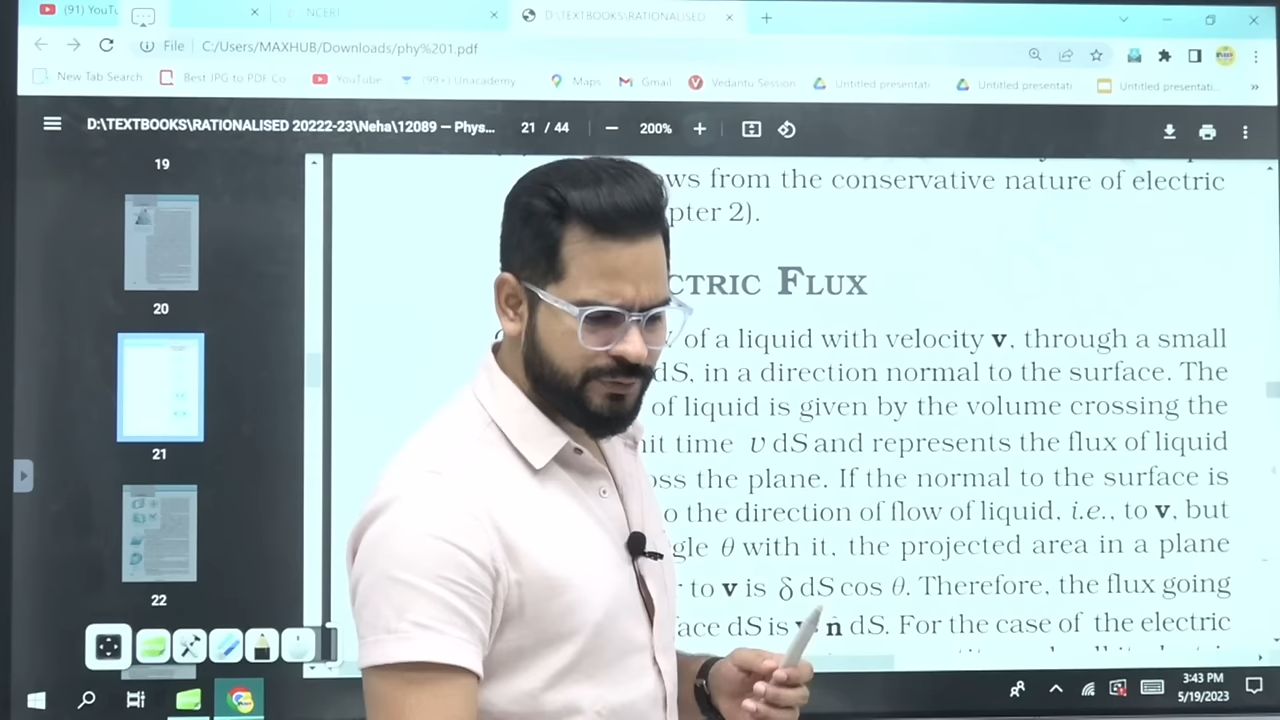 (91) YouTu
NCERT
D:\TEXTBOOKS\RATIONALISED
File C:/Users/MAXHUB/Downloads/phy%201.pdf
New Tab Search Best JPG to PDF Co YouTube (99+) Unacademy Maps Gmail Vedantu Session Untitled presentati Untitled presentati Untitled presentati...
D:\TEXTBOOKS\RATIONALISED 20222-23\Neha\12089 — Phys... 21 / 44 200%
19
20
21
22
ws from the conservative nature of electric
pter 2).
CTRIC FLUX
of a liquid with velocity v, through a small
dS, in a direction normal to the surface. The
of liquid is given by the volume crossing the
nit time v dS and represents the flux of liquid
oss the plane. If the normal to the surface is
o the direction of flow of liquid, i.e., to v, but
gle θ with it, the projected area in a plane
r to v is δ dS cos θ. Therefore, the flux going
face dS is v n dS. For the case of the electric
3:43 PM
5/19/2023